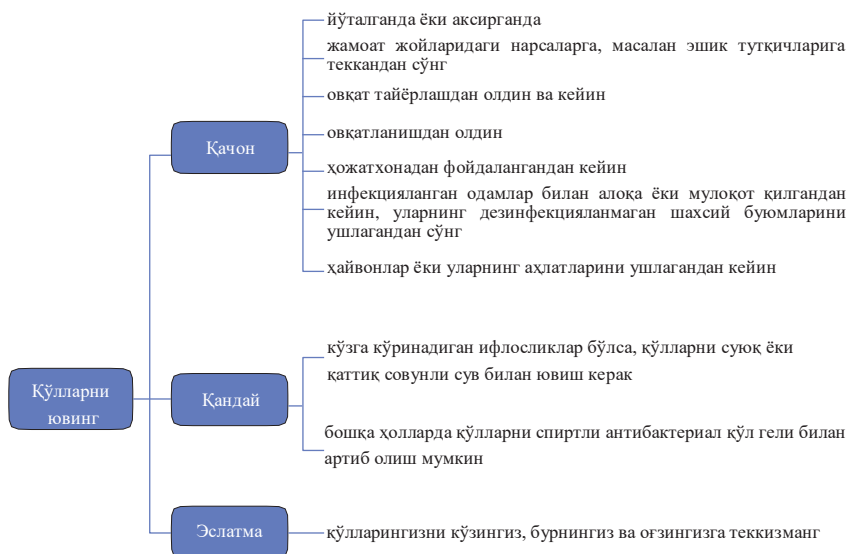 йўталганда ёки аксирганда
жамоат жойларидаги нарсаларга, масалан эшик тутқичларига
теккандан сўнг
овқат тайёрлашдан олдин ва кейин
овқатланишдан олдин
Қачон
ҳожатхонадан фойдалангандан кейин
инфекцияланган одамлар билан алоқа ёки мулоқот қилгандан
кейин, уларнинг дезинфекцияланмаган шахсий буюмларини
ушлагандан сўнг
ҳайвонлар ёки уларнинг аҳлатларини ушлагандан кейин
Қўлларни
ювинг
кўзга кўринадиган ифлосликлар бўлса, қўлларни суюқ ёки
қаттиқ совунли сув билан ювиш керак
Қандай
бошқа ҳолларда қўлларни спиртли антибактериал қўл гели билан
артиб олиш мумкин
Эслатма
қўлларингизни кўзингиз, бурнингиз ва оғзингизга теккизманг